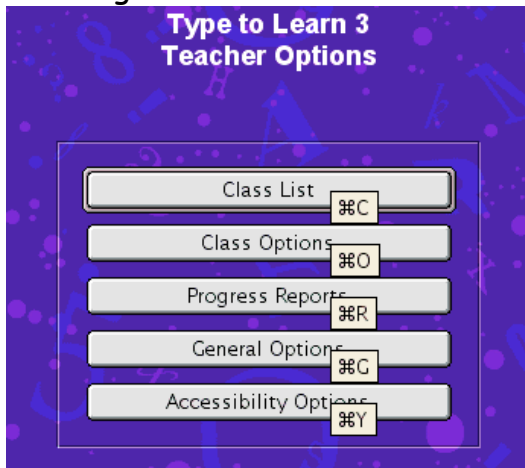 Type to Learn 3
Teacher Options
Class List
⌘C
Class Options
⌘O
Progress Reports
⌘R
General Options
⌘G
Accessibility Options
⌘Y